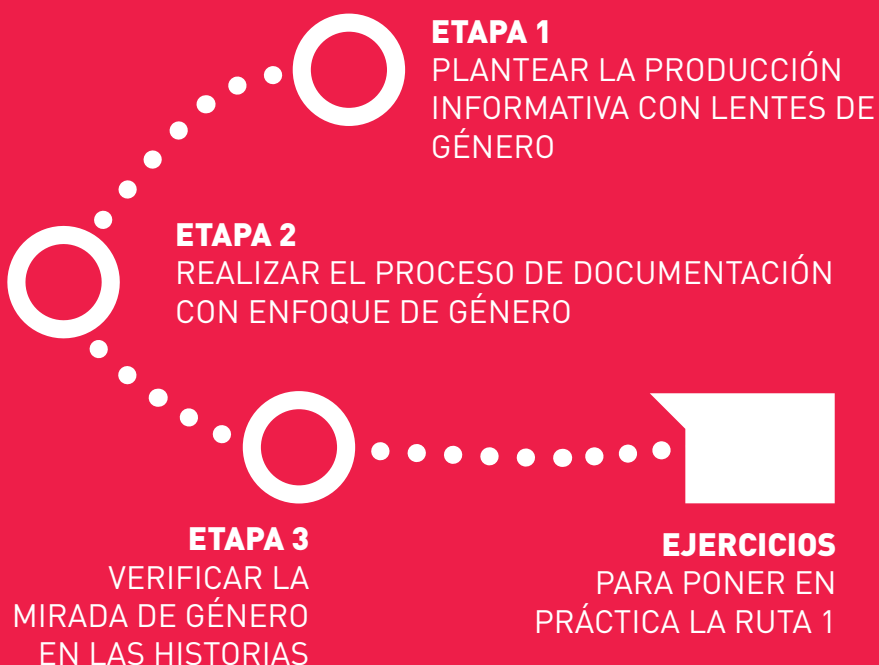 ETAPA 1
PLANTEAR LA PRODUCCIÓN
INFORMATIVA CON LENTES DE
GÉNERO
ETAPA 2
REALIZAR EL PROCESO DE DOCUMENTACIÓN
CON ENFOQUE DE GÉNERO
ETAPA 3
VERIFICAR LA
MIRADA DE GÉNERO
EN LAS HISTORIAS
EJERCICIOS
PARA PONER EN
PRÁCTICA LA RUTA 1